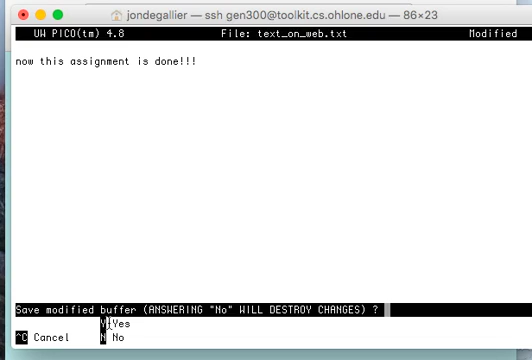 jondegallier — ssh gen300@toolkit.cs.ohlone.edu — 86×23
UW PICO(tm) 4.8 File: text_on_web.txt Modified
now this assignment is done!!!
Save modified buffer (ANSWERING "No" WILL DESTROY CHANGES) ?
Y Yes
^C Cancel N No